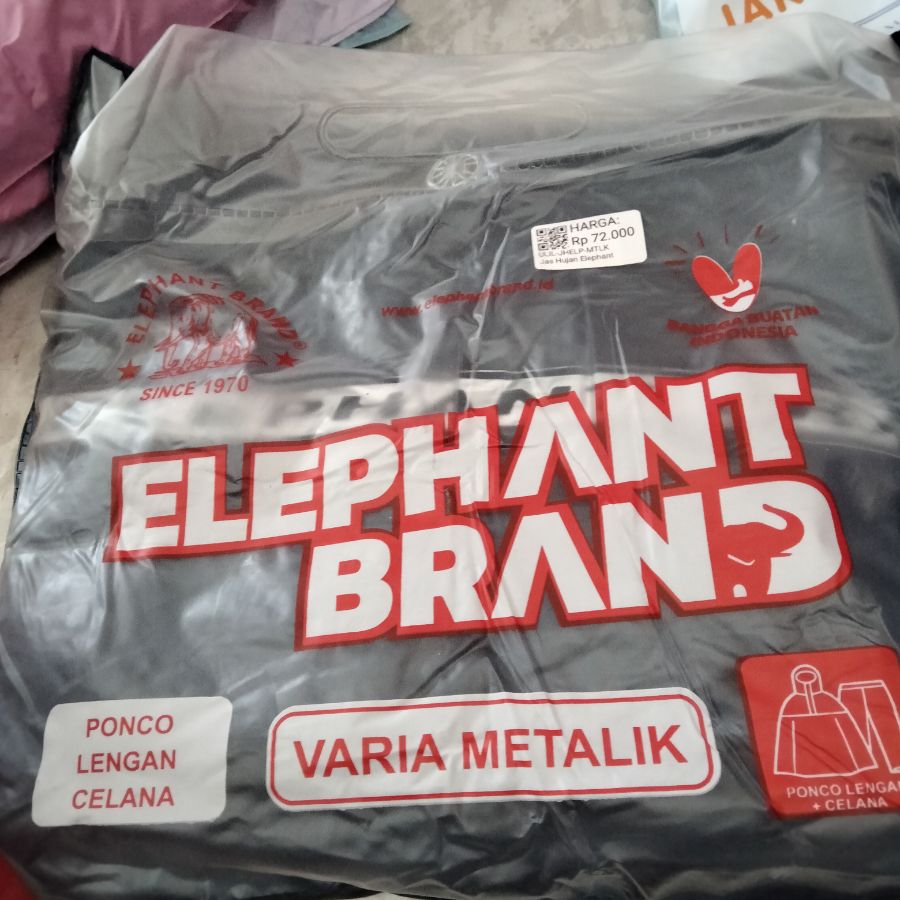 HARGA:
Rp 72.000
Jas Hujan Elephant
ELEPHANT BRAND®
SINCE 1970
www.elephantbrand.id
BANGGA BUATAN
INDONESIA
ELEPHANT
BRAND
PONCO
LENGAN
CELANA
VARIA METALIK
PONCO LENGAN
+ CELANA